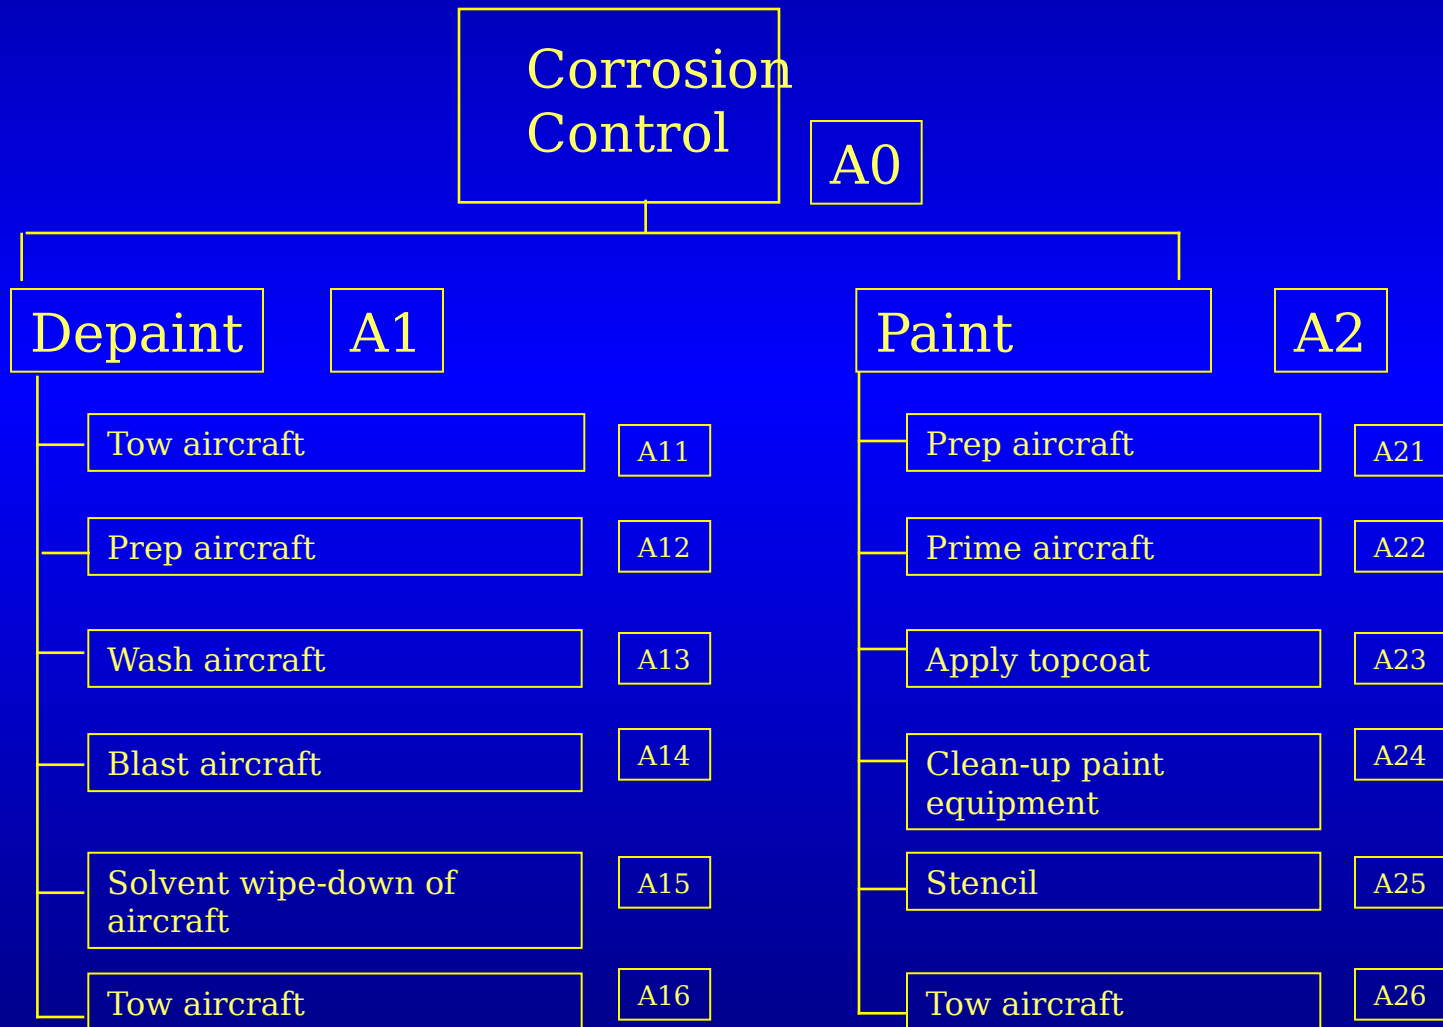 Corrosion
Control
A0
Depaint
A1
Tow aircraft
A11
Prep aircraft
A12
Wash aircraft
A13
Blast aircraft
A14
Solvent wipe-down of
aircraft
A15
Tow aircraft
A16
Paint
A2
Prep aircraft
A21
Prime aircraft
A22
Apply topcoat
A23
Clean-up paint
equipment
A24
Stencil
A25
Tow aircraft
A26